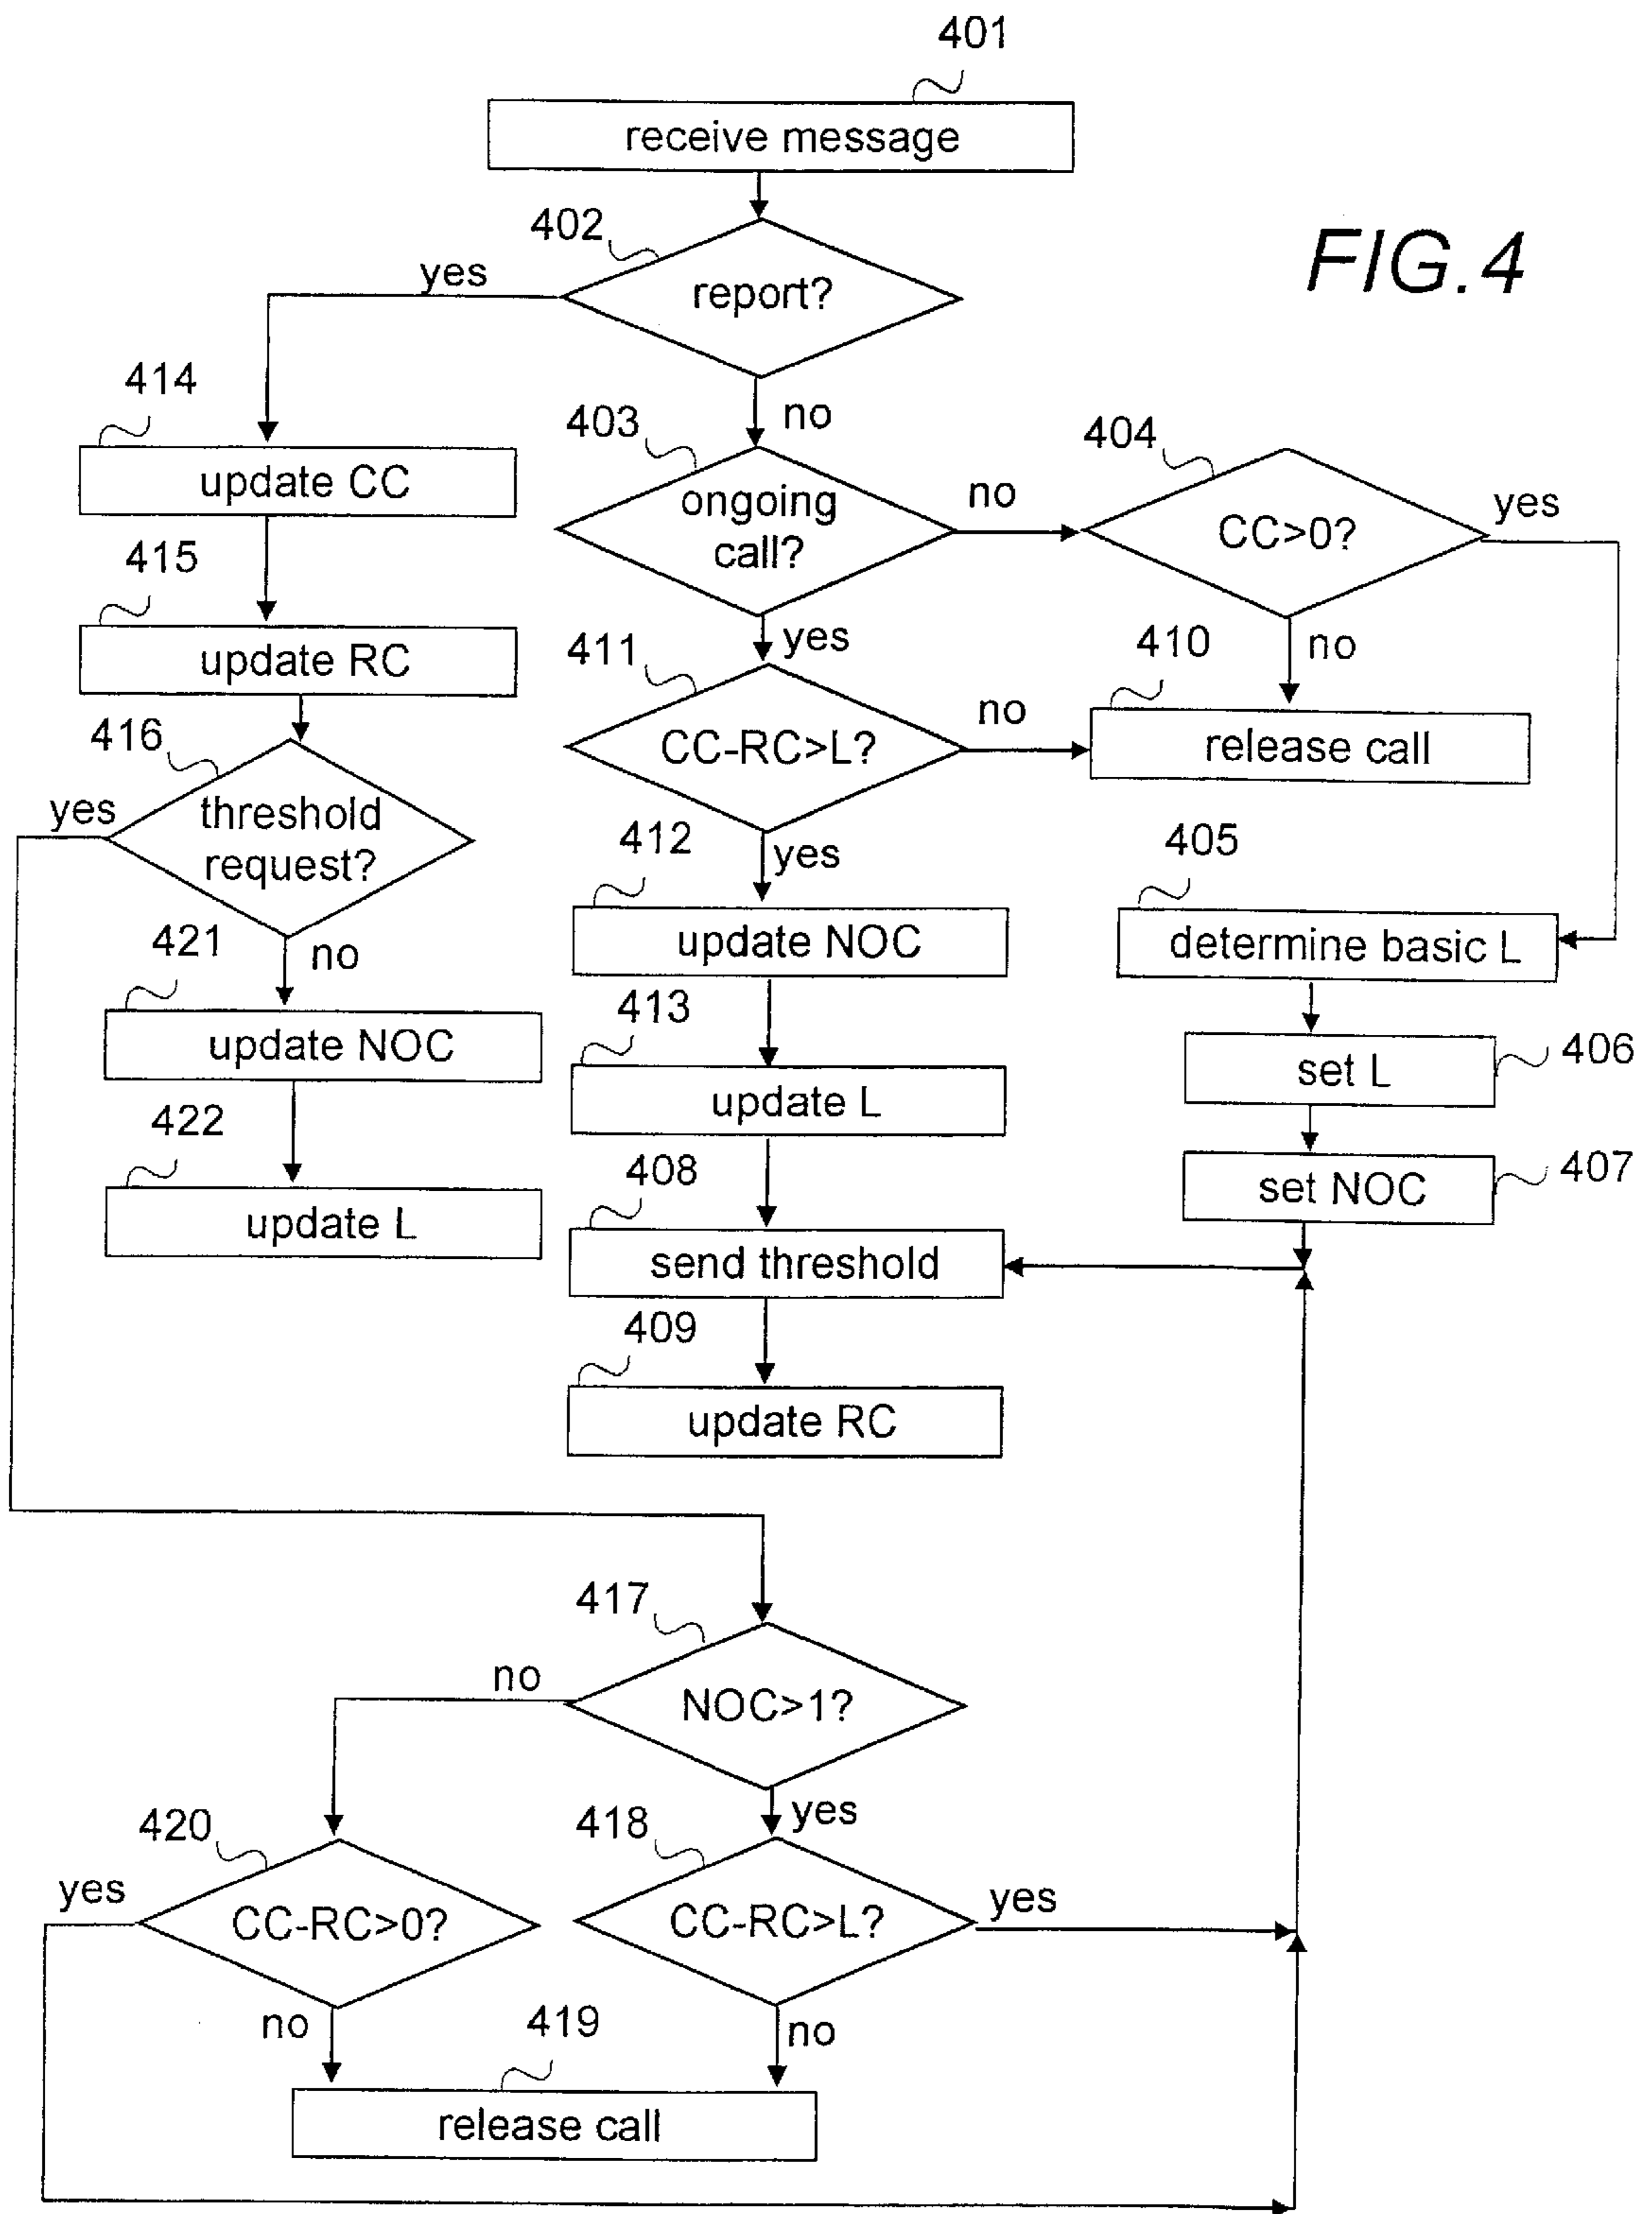 401
receive message
402
FIG.4
yes
report?
414
no
403
404
update CC
ongoing
call?
no
CC>0?
yes
415
yes
410
no
update RC
411
CC-RC>L?
no
release call
416
yes
threshold
request?
412
yes
405
421
no
update NOC
determine basic L
update NOC
413
set L
406
422
update L
408
set NOC
407
update L
send threshold
409
update RC
417
no
NOC>1?
420
418
yes
yes
CC-RC>0?
CC-RC>L?
yes
no
419
no
release call